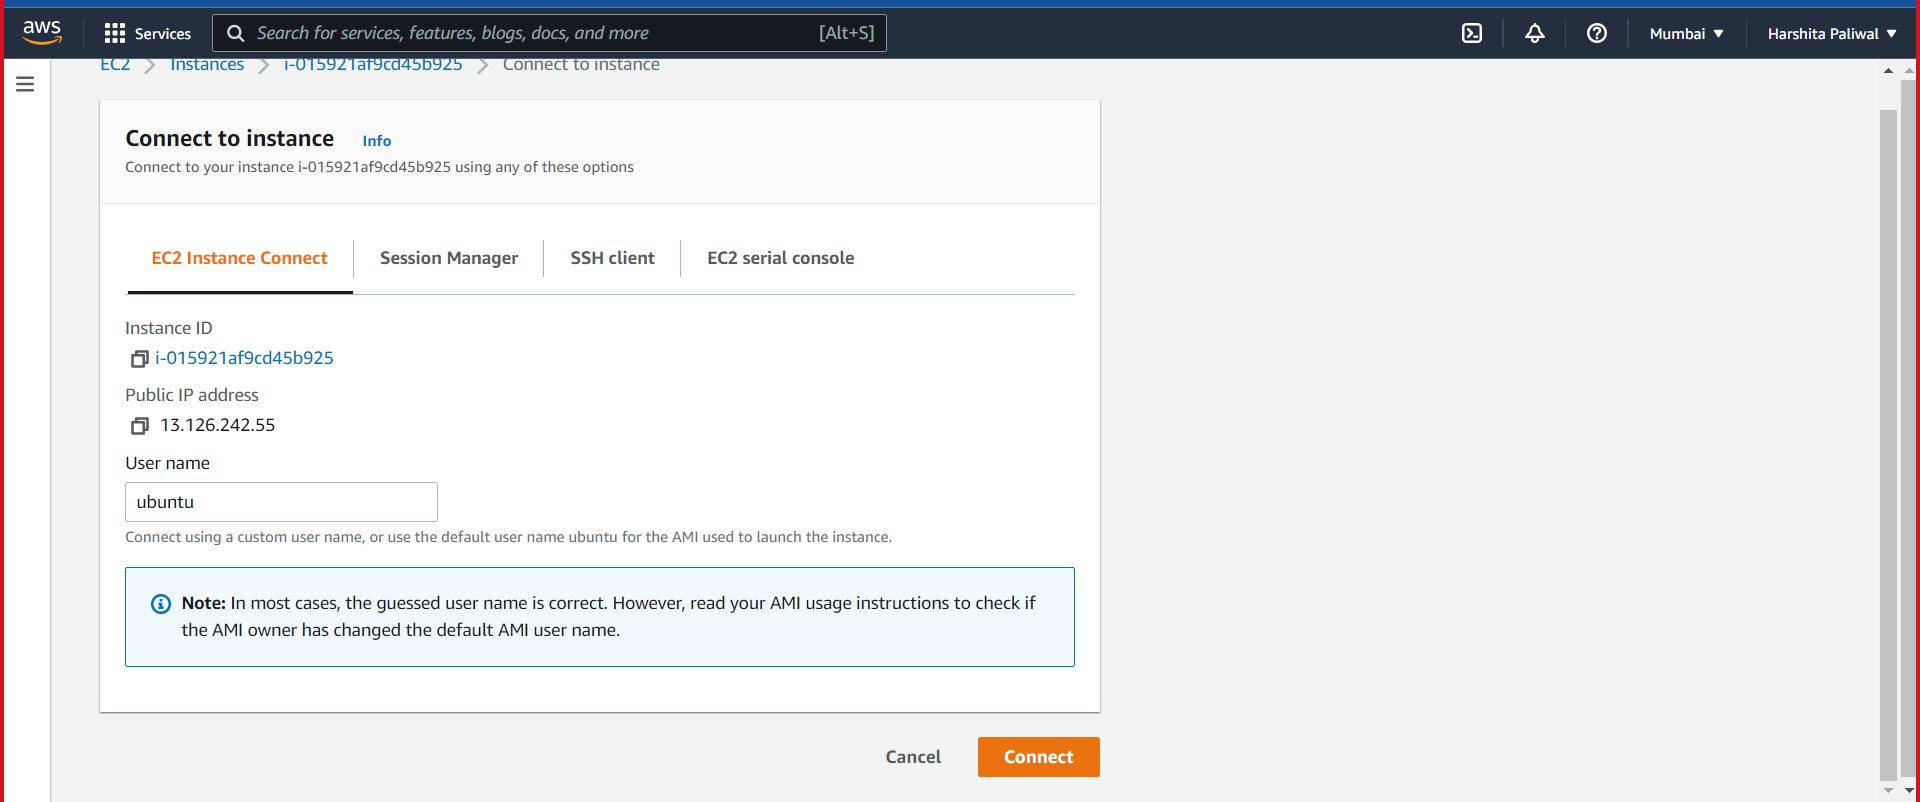 aws Services Search for services, features, blogs, docs, and more [Alt+S] Mumbai Harshita Paliwal
EC2 Instances i-015921af9cd45b925 Connect to instance
Connect to instance Info
Connect to your instance i-015921af9cd45b925 using any of these options
EC2 Instance Connect Session Manager SSH client EC2 serial console
Instance ID
i-015921af9cd45b925
Public IP address
13.126.242.55
User name
ubuntu
Connect using a custom user name, or use the default user name ubuntu for the AMI used to launch the instance.
Note: In most cases, the guessed user name is correct. However, read your AMI usage instructions to check if
the AMI owner has changed the default AMI user name.
Cancel Connect